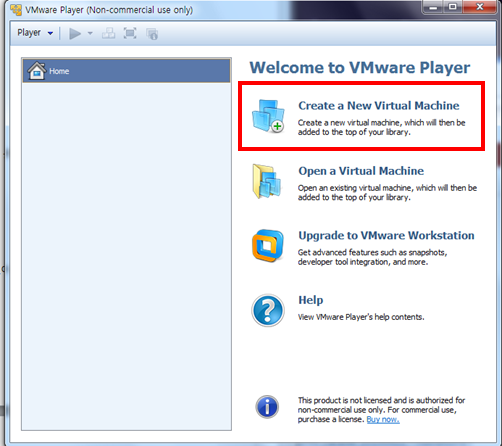 VMware Player (Non-commercial use only)
Player
Home
Welcome to VMware Player
Create a New Virtual Machine
Create a new virtual machine, which will then be
added to the top of your library.
Open a Virtual Machine
Open an existing virtual machine, which will then be
added to the top of your library.
Upgrade to VMware Workstation
Get advanced features such as snapshots,
developer tool integration, and more.
Help
View VMware Player's help contents.
This product is not licensed and is authorized for
non-commercial use only. For commercial use,
purchase a license. Buy now.